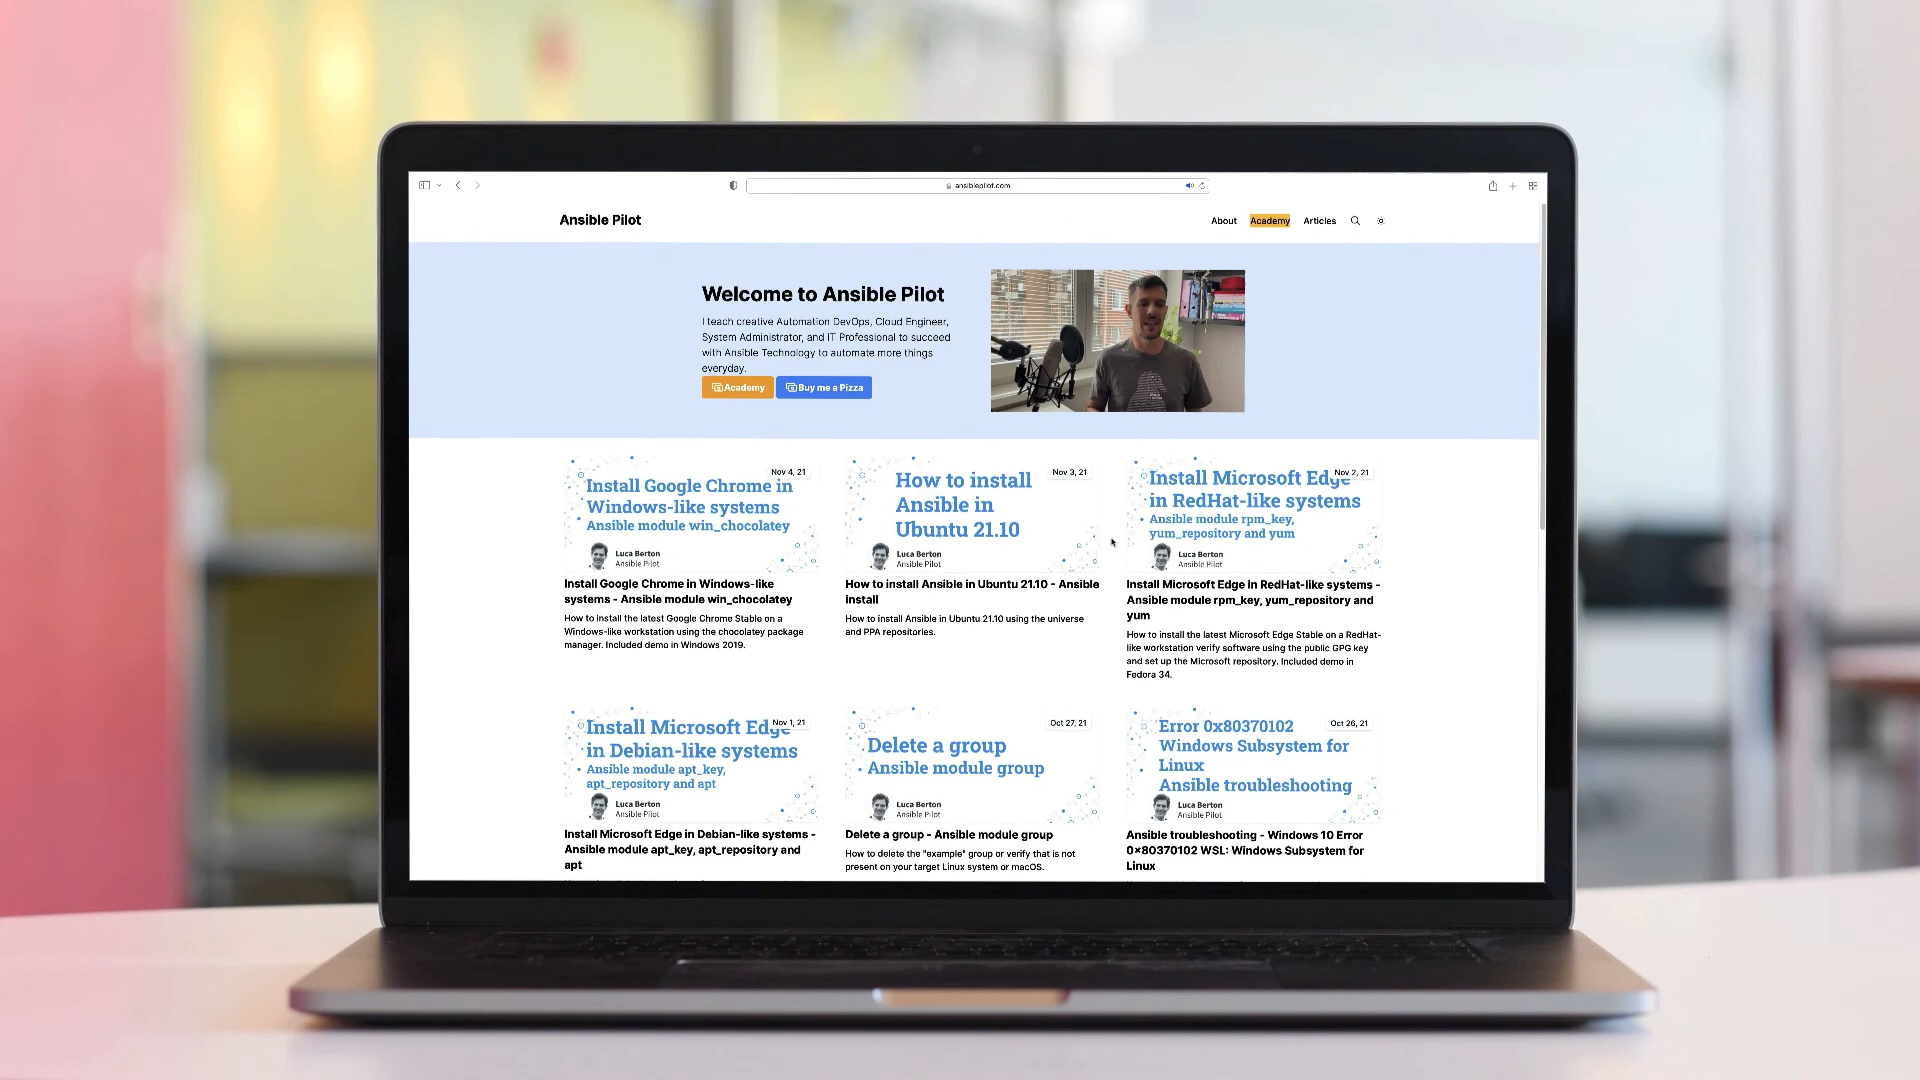 ansiblepilot.com
Ansible Pilot
About
Academy
Articles
Welcome to Ansible Pilot
I teach creative Automation DevOps, Cloud Engineer,
System Administrator, and IT Professional to succeed
with Ansible Technology to automate more things
everyday.
Academy
Buy me a Pizza
Nov 4, 21
Install Google Chrome in
Windows-like systems
Ansible module win_chocolatey
Luca Berton
Ansible Pilot
Install Google Chrome in Windows-like
systems - Ansible module win_chocolatey
How to install the latest Google Chrome Stable on a
Windows-like workstation using the chocolatey package
manager. Included demo in Windows 2019.
Nov 3, 21
How to install
Ansible in
Ubuntu 21.10
Luca Berton
Ansible Pilot
How to install Ansible in Ubuntu 21.10 - Ansible
install
How to install Ansible in Ubuntu 21.10 using the universe
and PPA repositories.
Nov 2, 21
Install Microsoft Edge
in RedHat-like systems
Ansible module rpm_key,
yum_repository and yum
Luca Berton
Ansible Pilot
Install Microsoft Edge in RedHat-like systems -
Ansible module rpm_key, yum_repository and
yum
How to install the latest Microsoft Edge Stable on a RedHat-
like workstation verify software using the public GPG key
and set up the Microsoft repository. Included demo in
Fedora 34.
Nov 1, 21
Install Microsoft Edge
in Debian-like systems
Ansible module apt_key,
apt_repository and apt
Luca Berton
Ansible Pilot
Install Microsoft Edge in Debian-like systems -
Ansible module apt_key, apt_repository and
apt
Oct 27, 21
Delete a group
Ansible module group
Luca Berton
Ansible Pilot
Delete a group - Ansible module group
How to delete the "example" group or verify that is not
present on your target Linux system or macOS.
Oct 26, 21
Error 0x80370102
Windows Subsystem for
Linux
Ansible troubleshooting
Luca Berton
Ansible Pilot
Ansible troubleshooting - Windows 10 Error
0x80370102 WSL: Windows Subsystem for
Linux